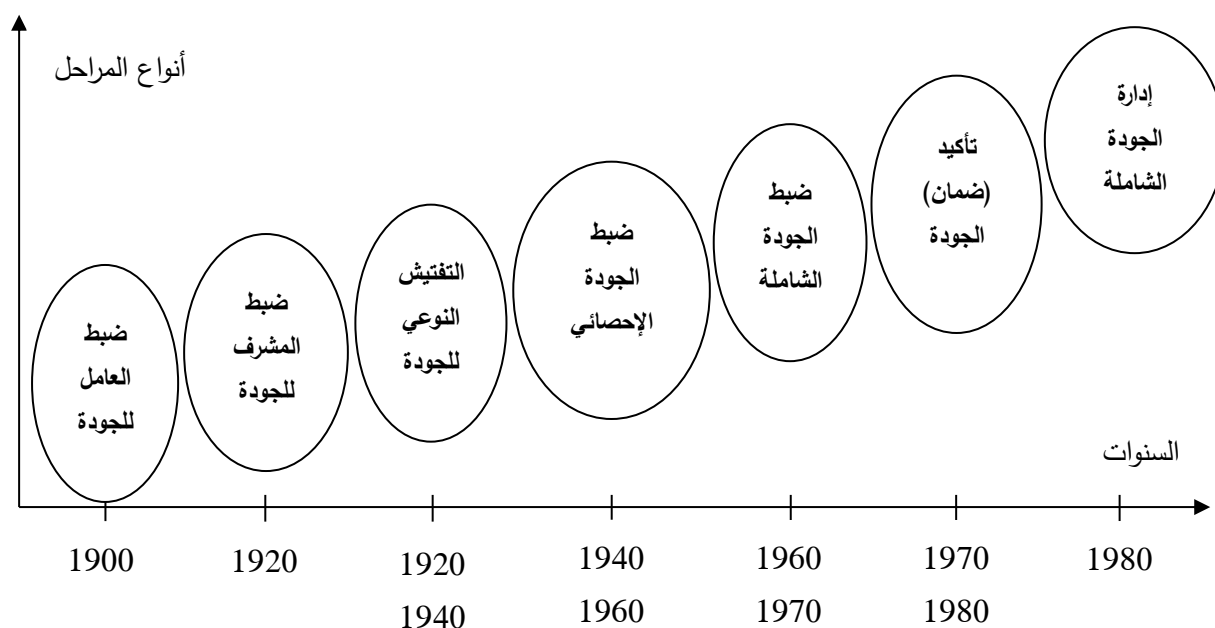 أنواع المراحل
ضبط
العامل
للجودة
ضبط
المشرف
للجودة
التفتيش
النوعي
للجودة
ضبط
الجودة
الإحصائي
ضبط
الجودة
الشاملة
تأكيد
(ضمان)
الجودة
إدارة
الجودة
الشاملة
السنوات
1900
1920
1920
1940
1940
1960
1960
1970
1970
1980
1980